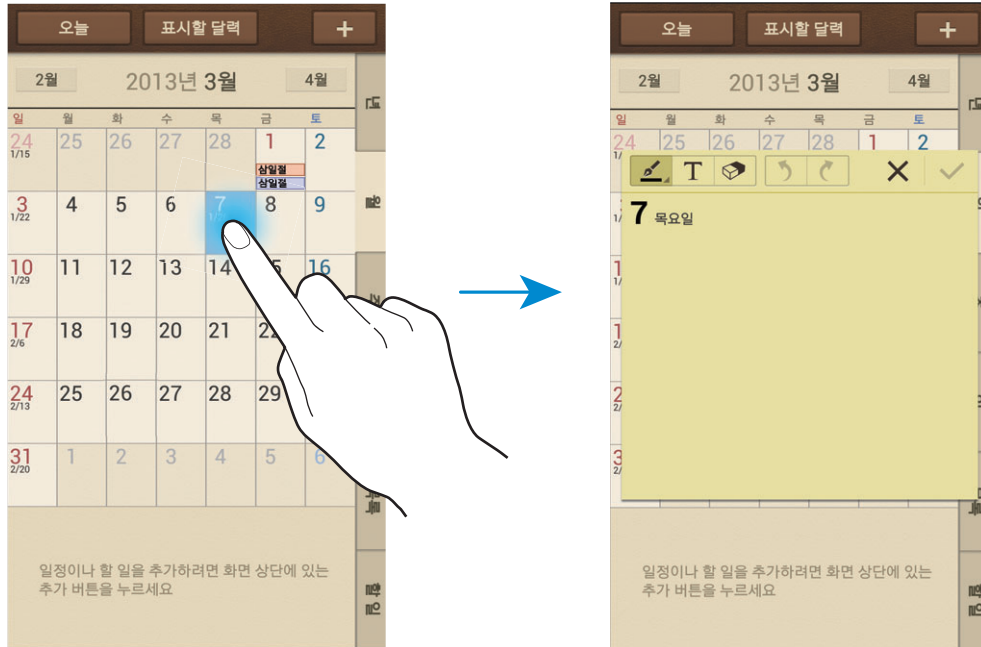 오늘 표시할 달력 +
2월 2013년 3월 4월
일 월 화 수 목 금 토
24 25 26 27 28 1 2
1/15
삼일절
삼일절
3 4 5 6 7 8 9
1/22
10 11 12 13 14 16
1/29
17 18 19 20 21
2/6
24 25 26 27 28 29
2/13
31 1 2 3 4 5 6
2/20
년
월
목록
할 일
일정이나 할 일을 추가하려면 화면 상단에 있는
추가 버튼을 누르세요
오늘 표시할 달력 +
2월 2013년 3월 4월
일 월 화 수 목 금 토
24 25 26 27 28 1 2
T
7 목요일
년
할 일
일정이나 할 일을 추가하려면 화면 상단에 있는
추가 버튼을 누르세요